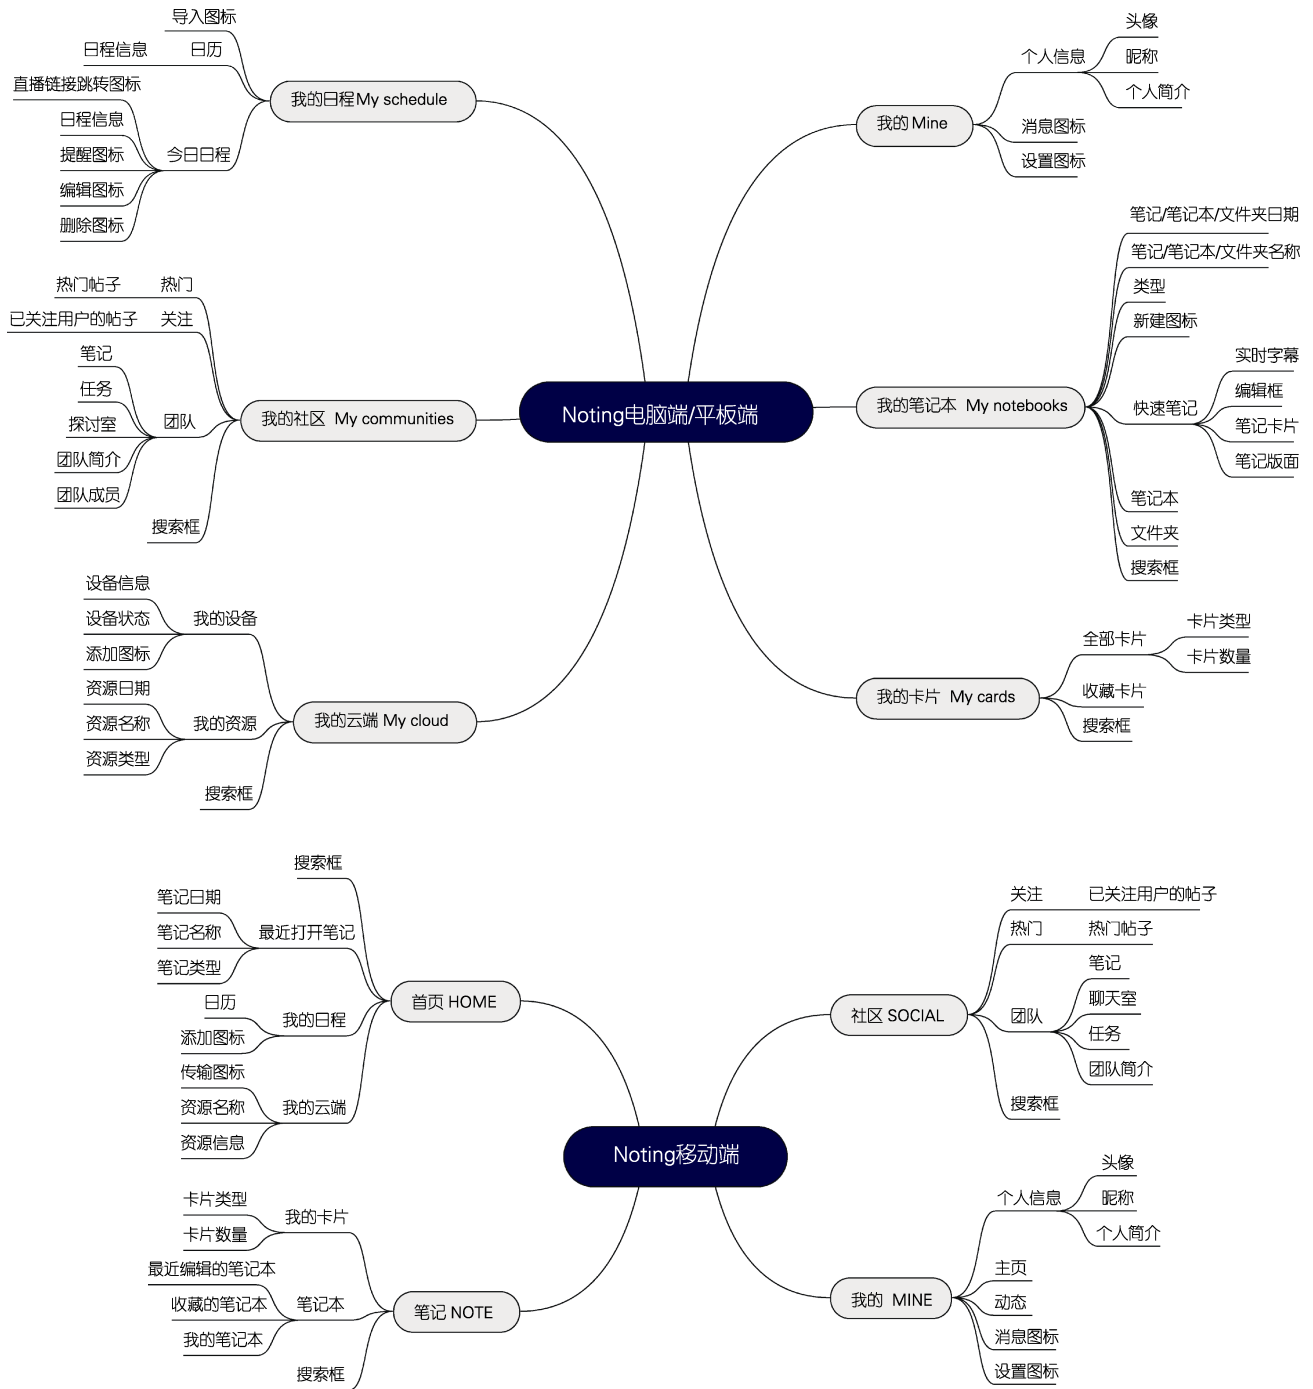 Noting电脑端/平板端
我的日程My schedule
导入图标
日历
日程信息
今日日程
直播链接跳转图标
日程信息
提醒图标
编辑图标
删除图标
我的社区 My communities
热门
热门帖子
关注
已关注用户的帖子
团队
笔记
任务
探讨室
团队简介
团队成员
搜索框
我的云端 My cloud
我的设备
设备信息
设备状态
添加图标
我的资源
资源日期
资源名称
资源类型
搜索框
我的 Mine
个人信息
头像
昵称
个人简介
消息图标
设置图标
我的笔记本 My notebooks
笔记/笔记本/文件夹日期
笔记/笔记本/文件夹名称
类型
新建图标
快速笔记
实时字幕
编辑框
笔记卡片
笔记版面
笔记本
文件夹
搜索框
我的卡片 My cards
全部卡片
卡片类型
卡片数量
收藏卡片
搜索框
Noting移动端
首页 HOME
搜索框
最近打开笔记
笔记日期
笔记名称
笔记类型
我的日程
日历
添加图标
我的云端
传输图标
资源名称
资源信息
笔记 NOTE
我的卡片
卡片类型
卡片数量
笔记本
最近编辑的笔记本
收藏的笔记本
我的笔记本
搜索框
社区 SOCIAL
关注
已关注用户的帖子
热门
热门帖子
团队
笔记
聊天室
任务
团队简介
搜索框
我的 MINE
个人信息
头像
昵称
个人简介
主页
动态
消息图标
设置图标